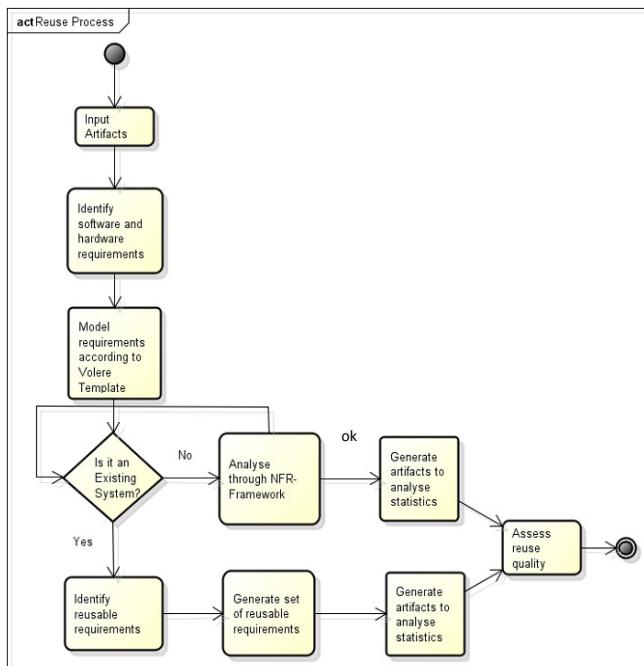 act Reuse Process
Input
Artifacts
Identify
software and
hardware
requirements
Model
requirements
according to
Volere
Template
Is it an
Existing
System?
No
Analyse
through NFR-
Framework
ok
Generate
artifacts to
analyse
statistics
Assess
reuse
quality
Yes
Identify
reusable
requirements
Generate set
of reusable
requirements
Generate
artifacts to
analyse
statistics